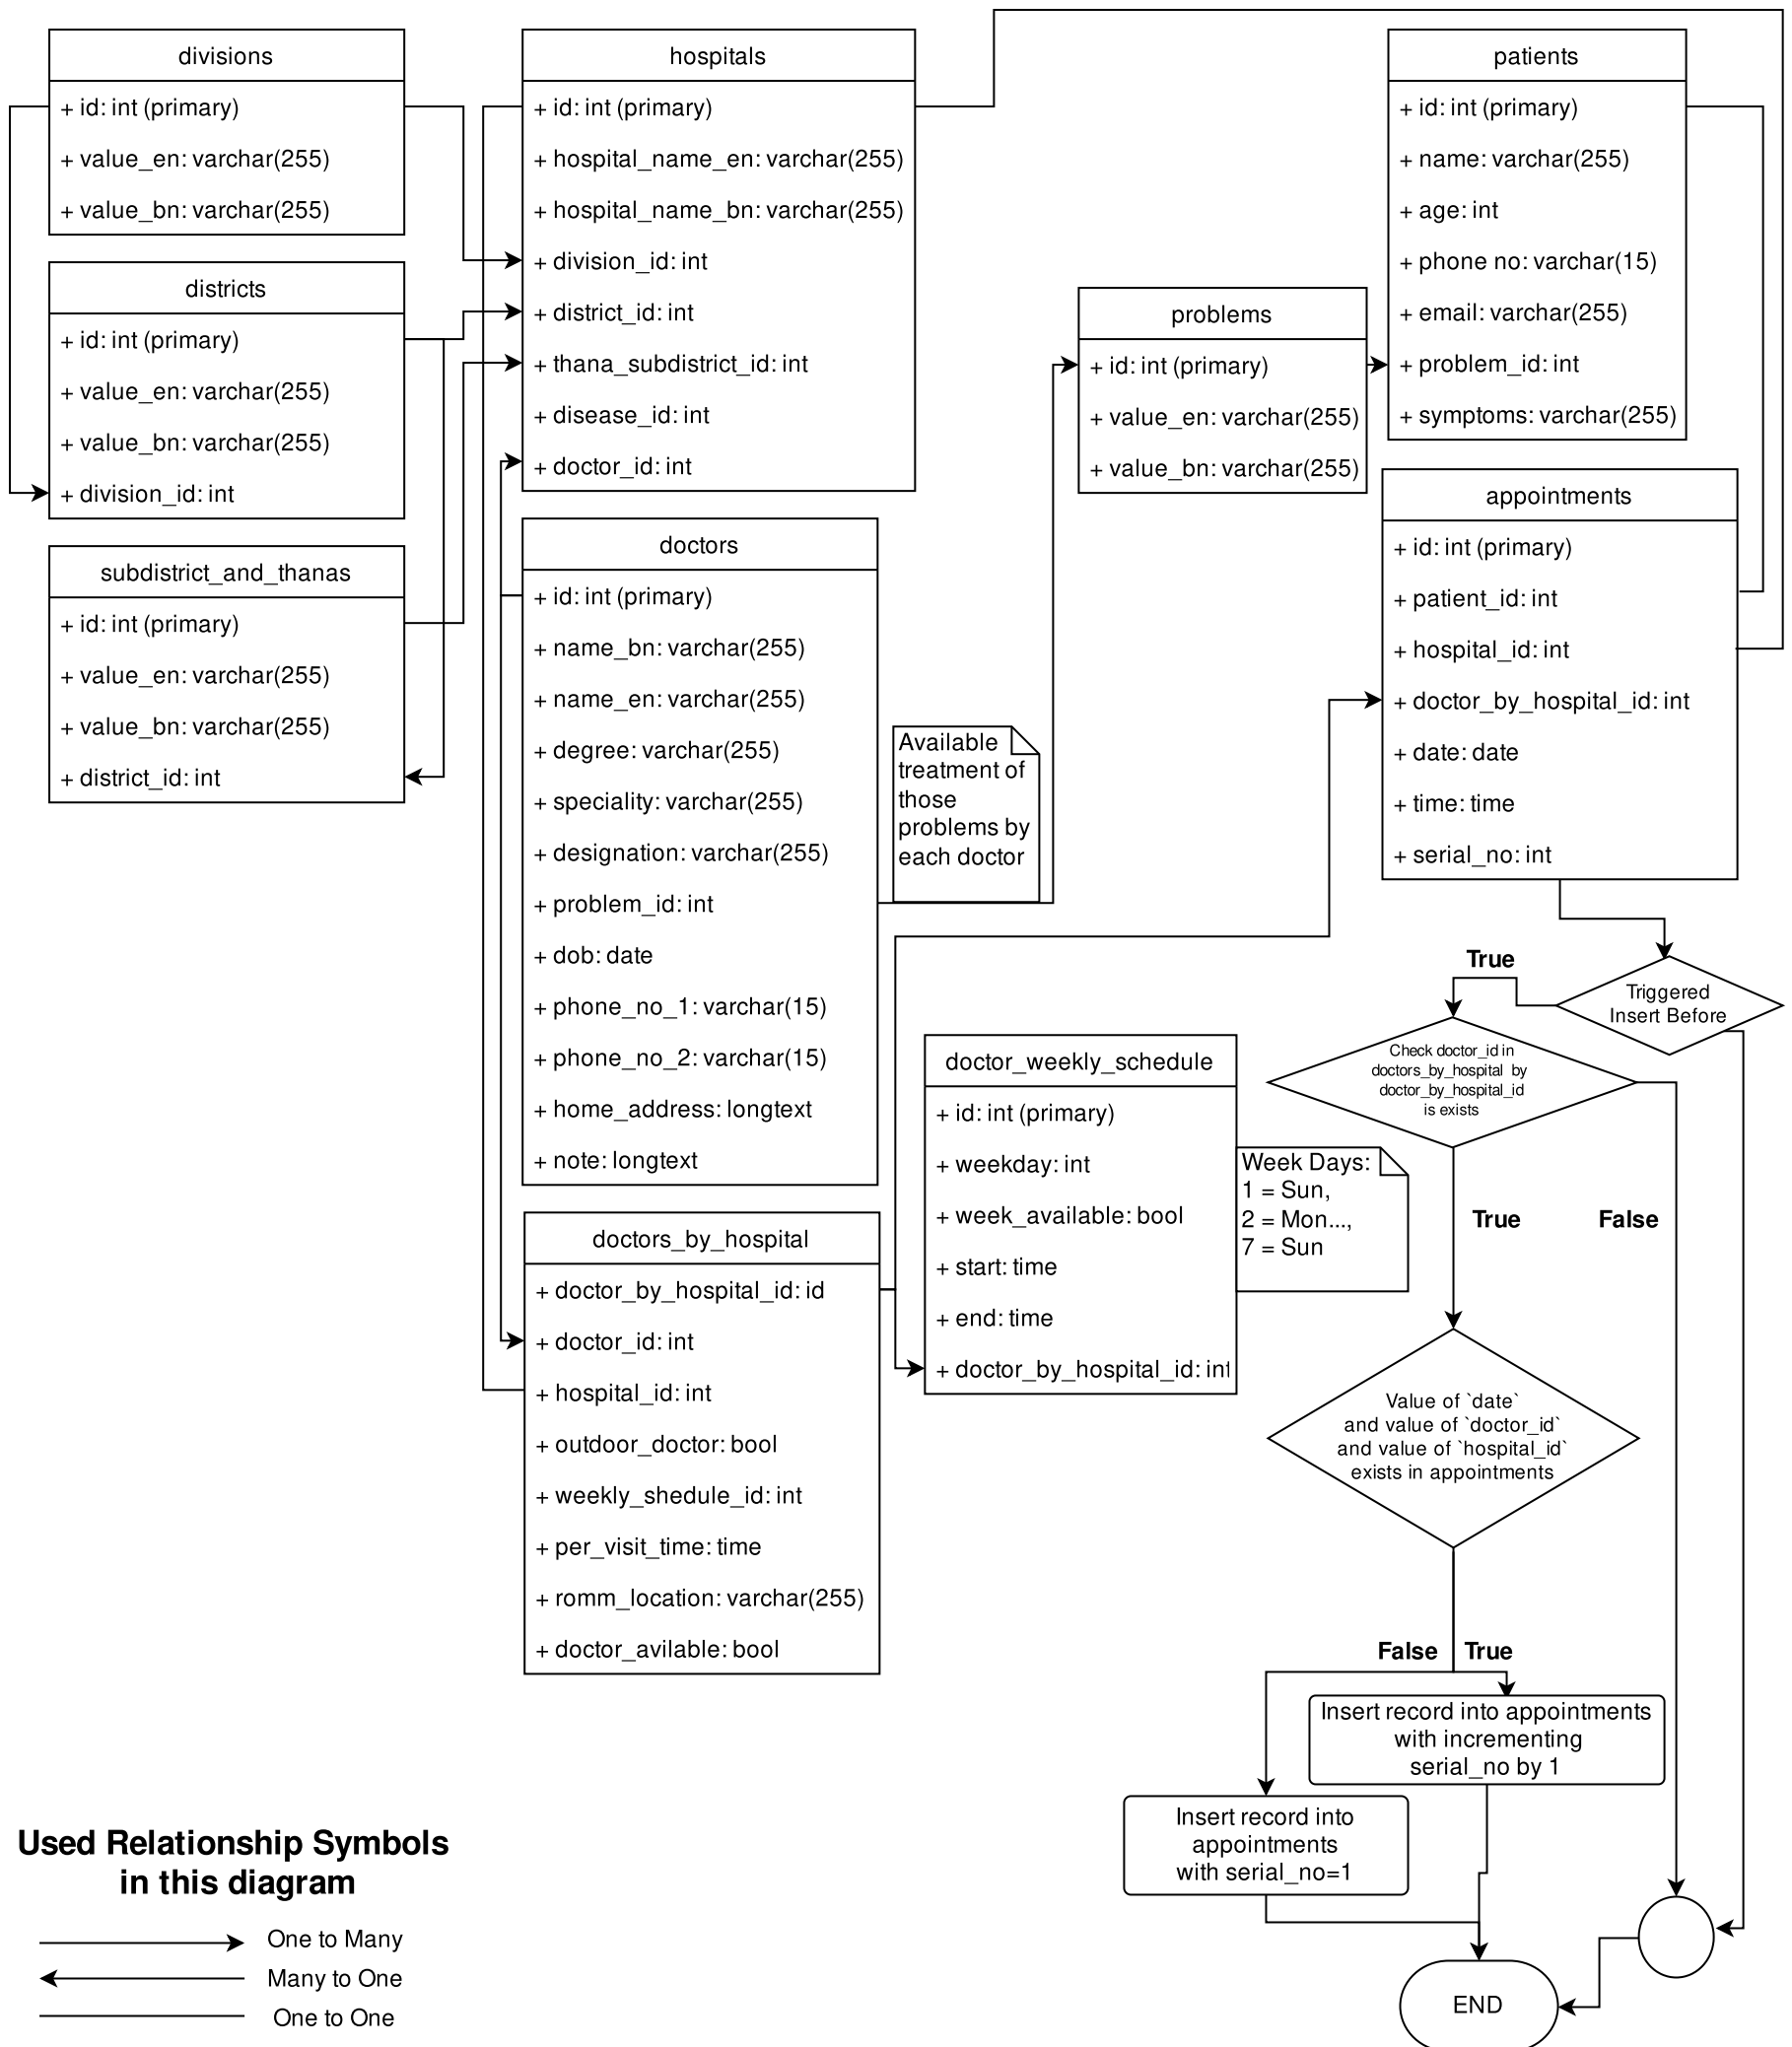 divisions
+ id: int (primary)
+ value_en: varchar(255)
+ value_bn: varchar(255)
districts
+ id: int (primary)
+ value_en: varchar(255)
+ value_bn: varchar(255)
+ division_id: int
subdistrict_and_thanas
+ id: int (primary)
+ value_en: varchar(255)
+ value_bn: varchar(255)
+ district_id: int
hospitals
+ id: int (primary)
+ hospital_name_en: varchar(255)
+ hospital_name_bn: varchar(255)
+ division_id: int
+ district_id: int
+ thana_subdistrict_id: int
+ disease_id: int
+ doctor_id: int
doctors
+ id: int (primary)
+ name_bn: varchar(255)
+ name_en: varchar(255)
+ degree: varchar(255)
+ speciality: varchar(255)
+ designation: varchar(255)
+ problem_id: int
+ dob: date
+ phone_no_1: varchar(15)
+ phone_no_2: varchar(15)
+ home_address: longtext
+ note: longtext
Available
treatment of
those
problems by
each doctor
doctors_by_hospital
+ doctor_by_hospital_id: id
+ doctor_id: int
+ hospital_id: int
+ outdoor_doctor: bool
+ weekly_shedule_id: int
+ per_visit_time: time
+ romm_location: varchar(255)
+ doctor_avilable: bool
problems
+ id: int (primary)
+ value_en: varchar(255)
+ value_bn: varchar(255)
patients
+ id: int (primary)
+ name: varchar(255)
+ age: int
+ phone no: varchar(15)
+ email: varchar(255)
+ problem_id: int
+ symptoms: varchar(255)
appointments
+ id: int (primary)
+ patient_id: int
+ hospital_id: int
+ doctor_by_hospital_id: int
+ date: date
+ time: time
+ serial_no: int
doctor_weekly_schedule
+ id: int (primary)
+ weekday: int
+ week_available: bool
+ start: time
+ end: time
+ doctor_by_hospital_id: int
Week Days:
1 = Sun,
2 = Mon...,
7 = Sun
Triggered
Insert Before
True
Check doctor_id in
doctors_by_hospital by
doctor_by_hospital_id
is exists
True
False
Value of `date`
and value of `doctor_id`
and value of `hospital_id`
exists in appointments
False
True
Insert record into appointments
with incrementing
serial_no by 1
Insert record into
appointments
with serial_no=1
END
Used Relationship Symbols
in this diagram
One to Many
Many to One
One to One